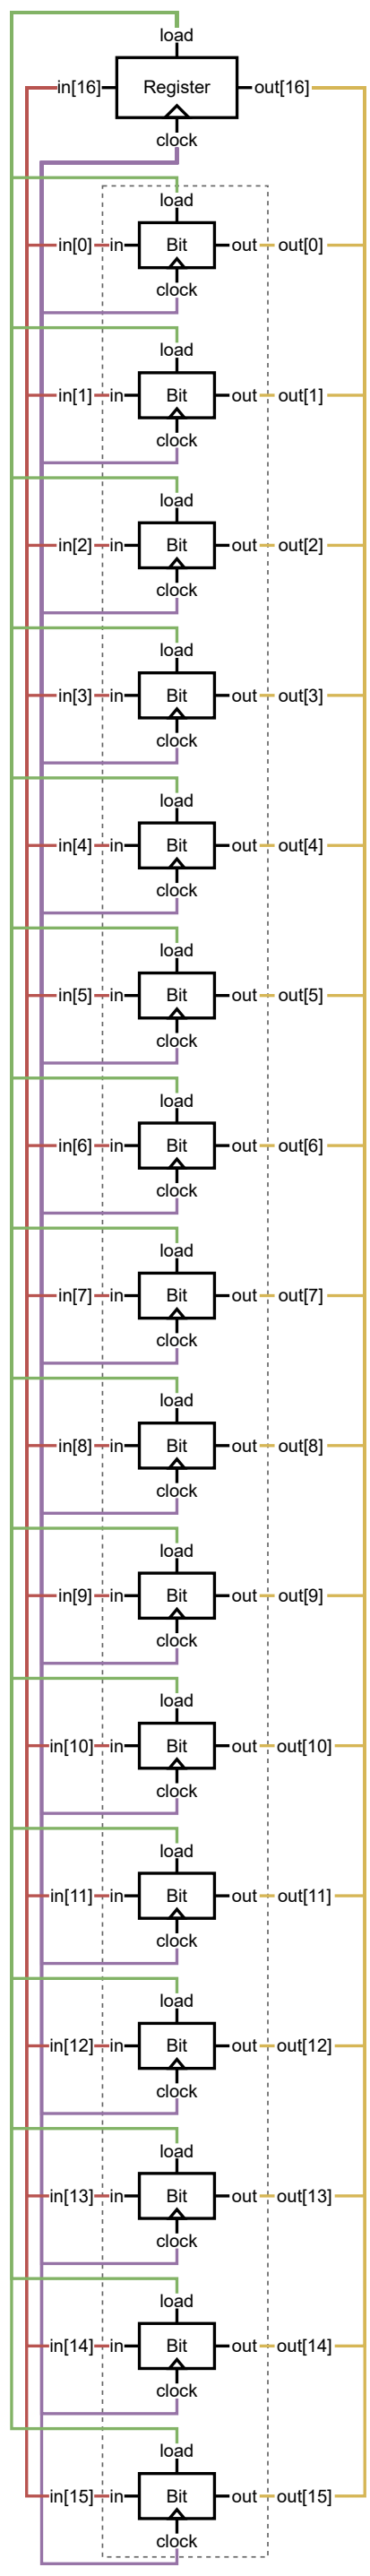 load
in[16] Register out[16]
clock
load
in[0] in Bit out out[0]
clock
load
in[1] in Bit out out[1]
clock
load
in[2] in Bit out out[2]
clock
load
in[3] in Bit out out[3]
clock
load
in[4] in Bit out out[4]
clock
load
in[5] in Bit out out[5]
clock
load
in[6] in Bit out out[6]
clock
load
in[7] in Bit out out[7]
clock
load
in[8] in Bit out out[8]
clock
load
in[9] in Bit out out[9]
clock
load
in[10] in Bit out out[10]
clock
load
in[11] in Bit out out[11]
clock
load
in[12] in Bit out out[12]
clock
load
in[13] in Bit out out[13]
clock
load
in[14] in Bit out out[14]
clock
load
in[15] in Bit out out[15]
clock